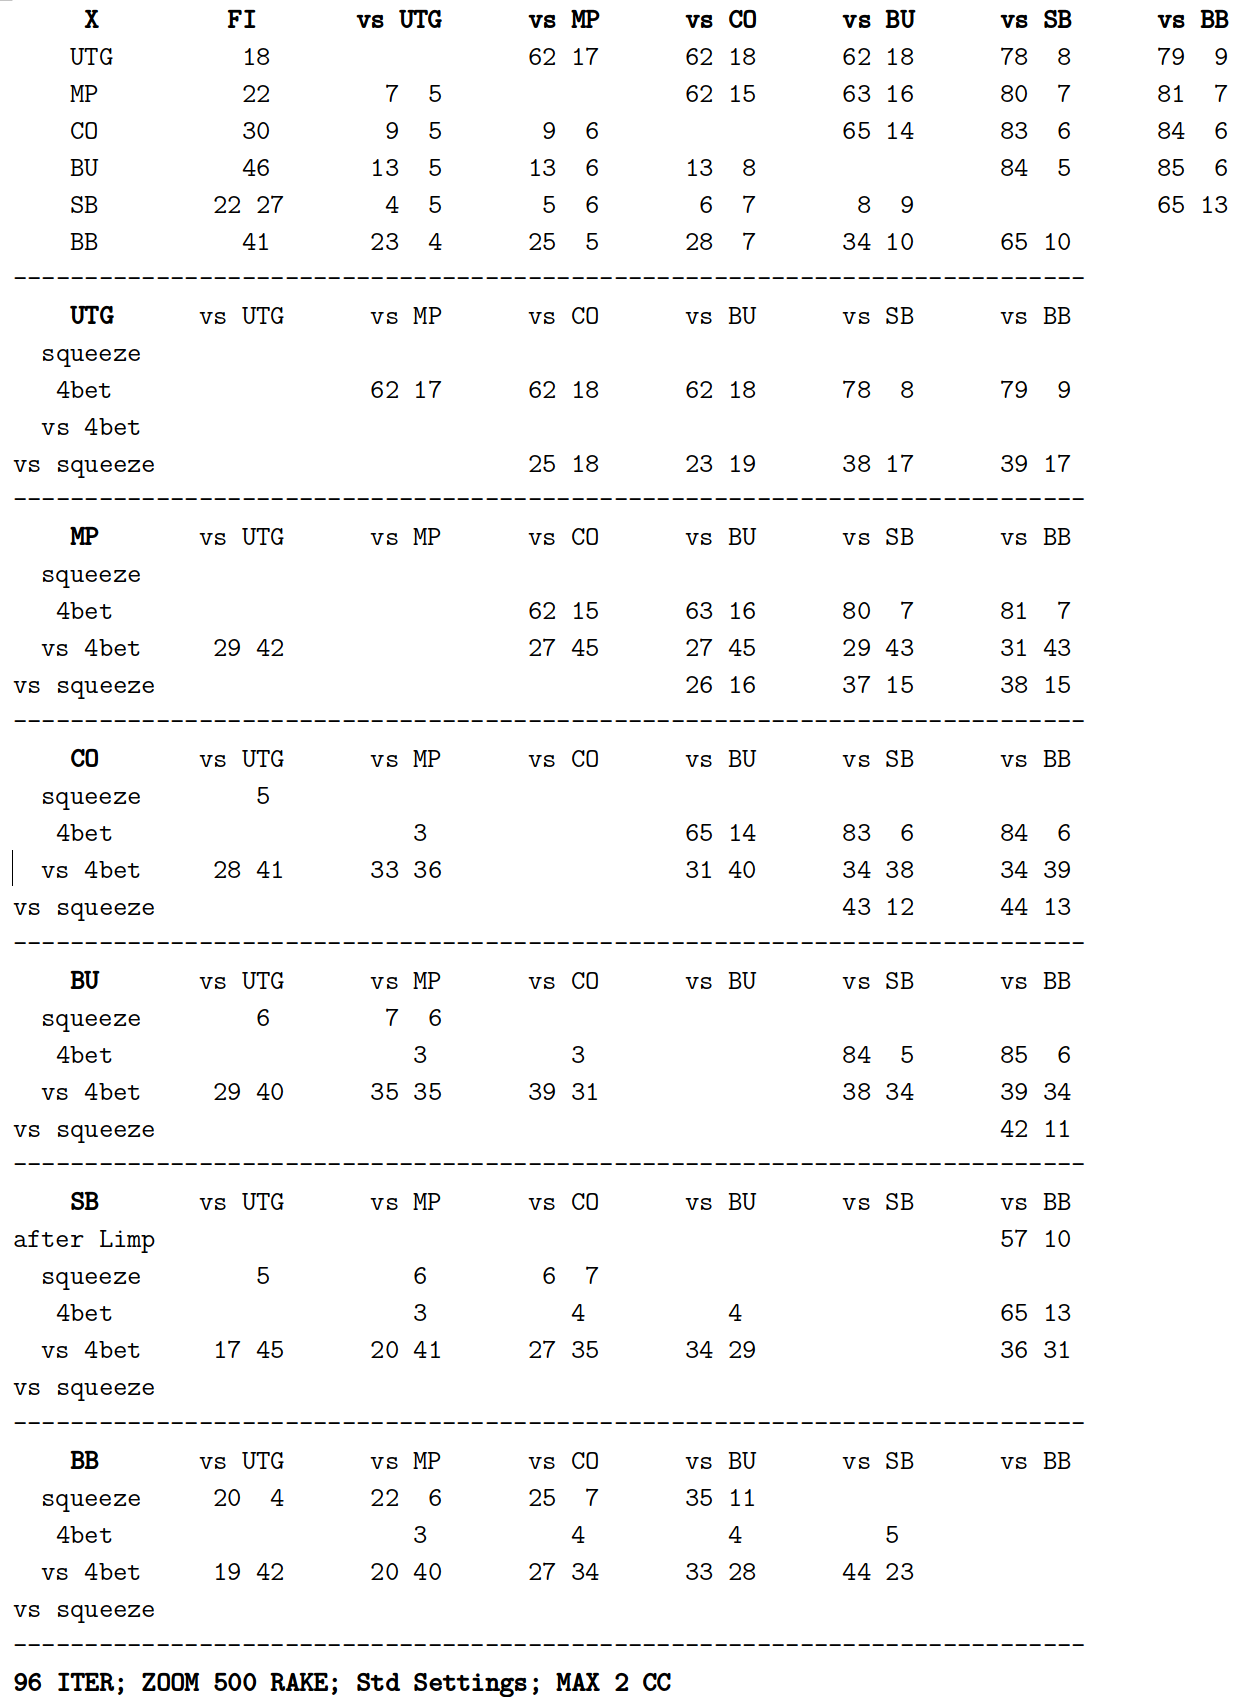 X FI vs UTG vs MP vs CO vs BU vs SB vs BB
UTG 18 62 17 62 18 62 18 78 8 79 9
MP 22 7 5 62 15 63 16 80 7 81 7
CO 30 9 5 9 6 65 14 83 6 84 6
BU 46 13 5 13 6 13 8 84 5 85 6
SB 22 27 4 5 5 6 6 7 8 9 65 13
BB 41 23 4 25 5 28 7 34 10 65 10
---------------------------------------------------------------------------
UTG vs UTG vs MP vs CO vs BU vs SB vs BB
squeeze
4bet 62 17 62 18 62 18 78 8 79 9
vs 4bet
vs squeeze 25 18 23 19 38 17 39 17
---------------------------------------------------------------------------
MP vs UTG vs MP vs CO vs BU vs SB vs BB
squeeze
4bet 62 15 63 16 80 7 81 7
vs 4bet 29 42 27 45 27 45 29 43 31 43
vs squeeze 26 16 37 15 38 15
---------------------------------------------------------------------------
CO vs UTG vs MP vs CO vs BU vs SB vs BB
squeeze 5
4bet 3 65 14 83 6 84 6
vs 4bet 28 41 33 36 31 40 34 38 34 39
vs squeeze 43 12 44 13
---------------------------------------------------------------------------
BU vs UTG vs MP vs CO vs BU vs SB vs BB
squeeze 6 7 6
4bet 3 3 84 5 85 6
vs 4bet 29 40 35 35 39 31 38 34 39 34
vs squeeze 42 11
---------------------------------------------------------------------------
SB vs UTG vs MP vs CO vs BU vs SB vs BB
after Limp 57 10
squeeze 5 6 6 7
4bet 3 4 4 65 13
vs 4bet 17 45 20 41 27 35 34 29 36 31
vs squeeze
---------------------------------------------------------------------------
BB vs UTG vs MP vs CO vs BU vs SB vs BB
squeeze 20 4 22 6 25 7 35 11
4bet 3 4 4 5
vs 4bet 19 42 20 40 27 34 33 28 44 23
vs squeeze
---------------------------------------------------------------------------
96 ITER; ZOOM 500 RAKE; Std Settings; MAX 2 CC